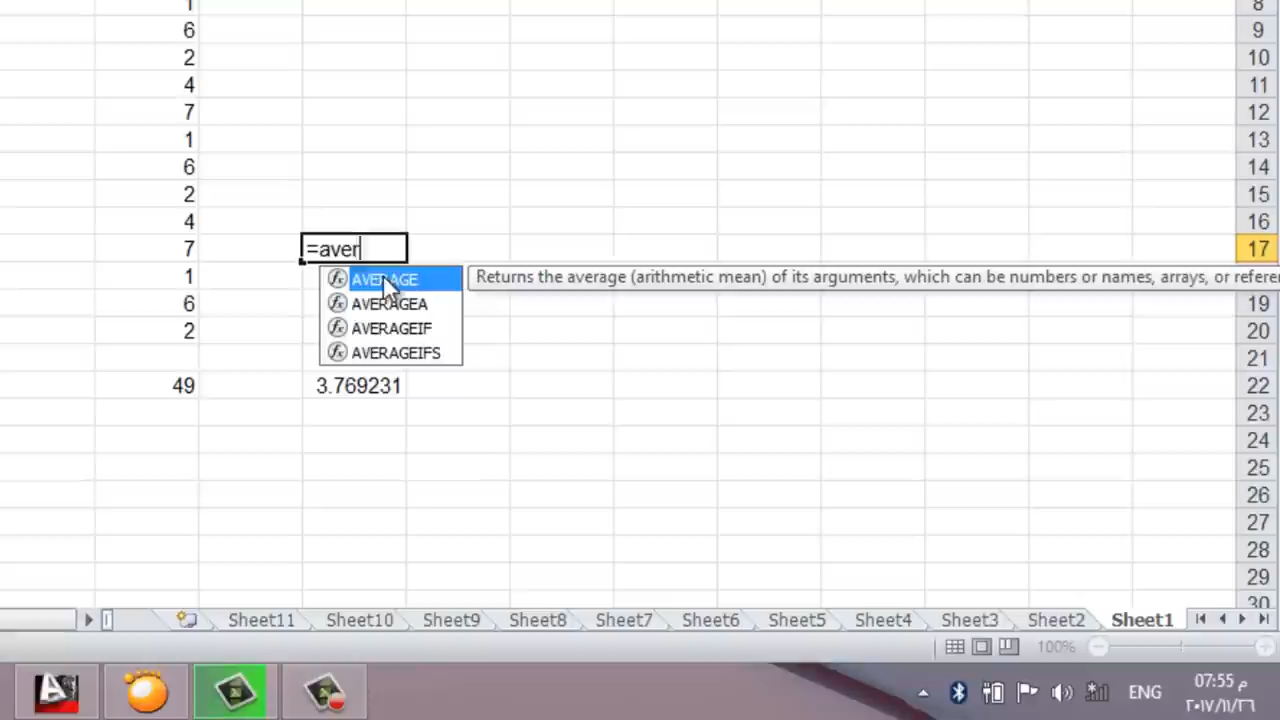 1 8
6 9
2 10
4 11
7 12
1 13
6 14
2 15
4 16
7 =aver 17
1 AVERAGE Returns the average (arithmetic mean) of its arguments, which can be numbers or names, arrays, or refere
6 AVERAGEA 19
2 AVERAGEIF 20
AVERAGEIFS 21
49 3.769231 22
23
24
25
26
27
28
29
30
Sheet11 Sheet10 Sheet9 Sheet8 Sheet7 Sheet6 Sheet5 Sheet4 Sheet3 Sheet2 Sheet1
100%
ENG 07:55 م
٢٠١٧/١١/٢٦